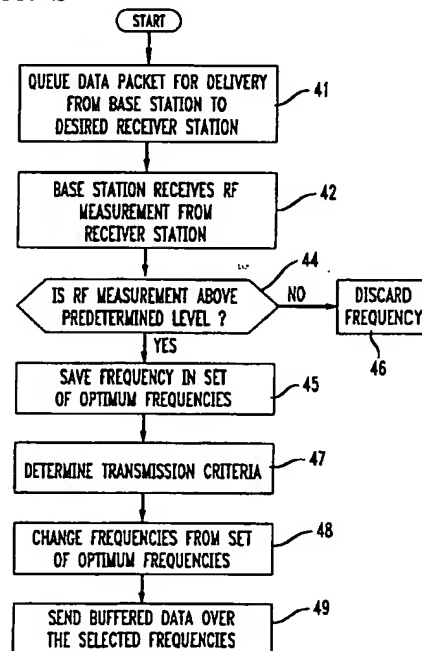 START
QUEUE DATA PACKET FOR DELIVERY
FROM BASE STATION TO
DESIRED RECEIVER STATION
41
BASE STATION RECEIVES RF
MEASUREMENT FROM
RECEIVER STATION
42
44
IS RF MEASUREMENT ABOVE
PREDETERMINED LEVEL ?
NO
DISCARD
FREQUENCY
46
YES
SAVE FREQUENCY IN SET
OF OPTIMUM FREQUENCIES
45
DETERMINE TRANSMISSION CRITERIA
47
CHANGE FREQUENCIES FROM SET
OF OPTIMUM FREQUENCIES
48
SEND BUFFERED DATA OVER
THE SELECTED FREQUENCIES
49